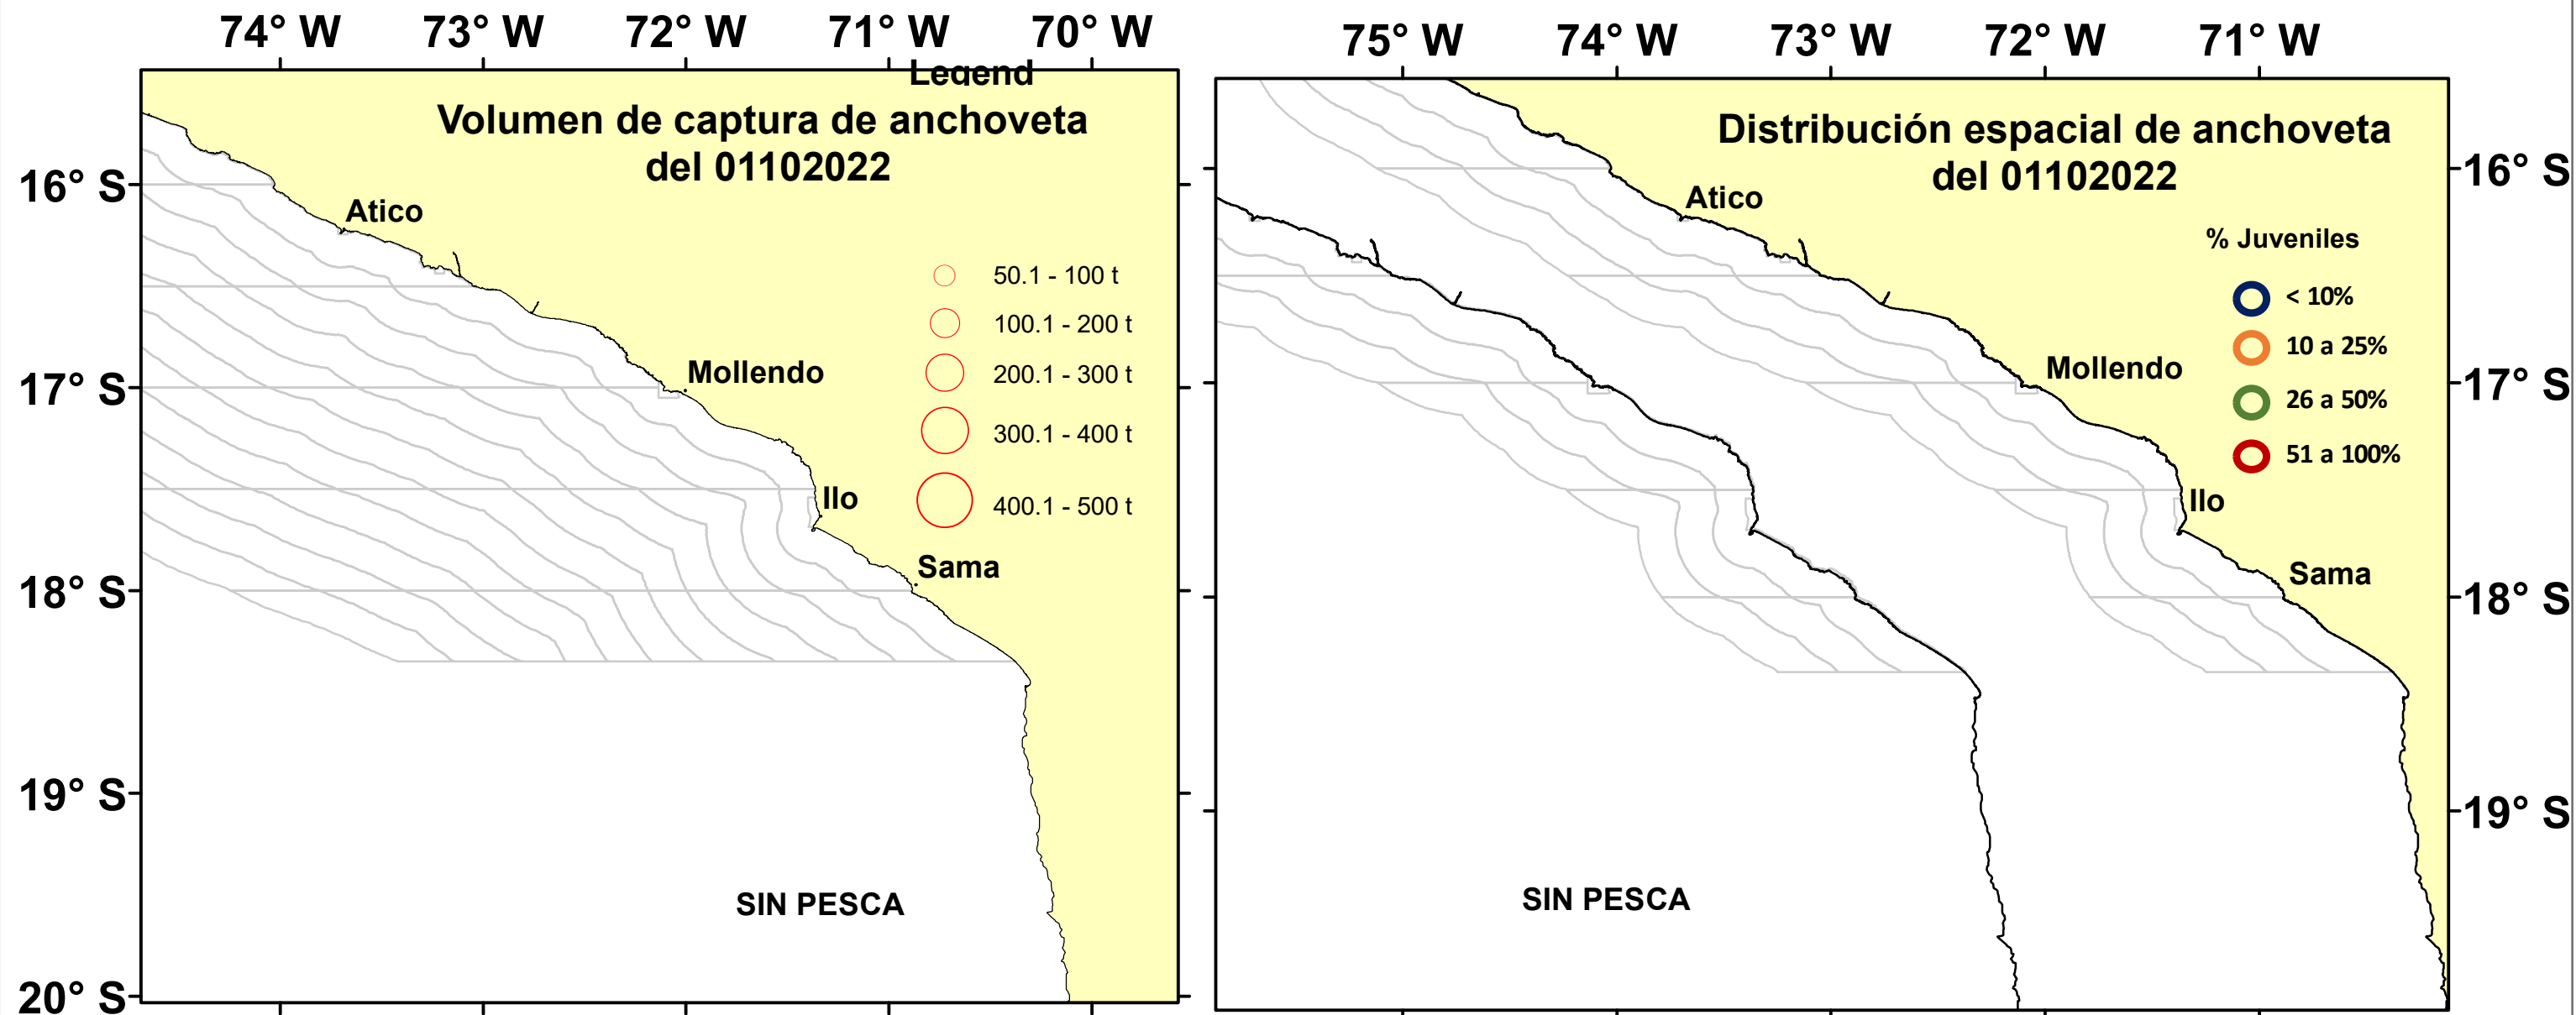 74° W 73° W 72° W 71° W 70° W
Legend
Volumen de captura de anchoveta
del 01102022
16° S
Atico
50.1 - 100 t
100.1 - 200 t
200.1 - 300 t
300.1 - 400 t
400.1 - 500 t
Mollendo
17° S
Ilo
Sama
18° S
19° S
SIN PESCA
20° S
75° W 74° W 73° W 72° W 71° W
Distribución espacial de anchoveta
del 01102022
16° S
Atico
% Juveniles
< 10%
10 a 25%
26 a 50%
51 a 100%
Mollendo
17° S
Ilo
Sama
18° S
19° S
SIN PESCA